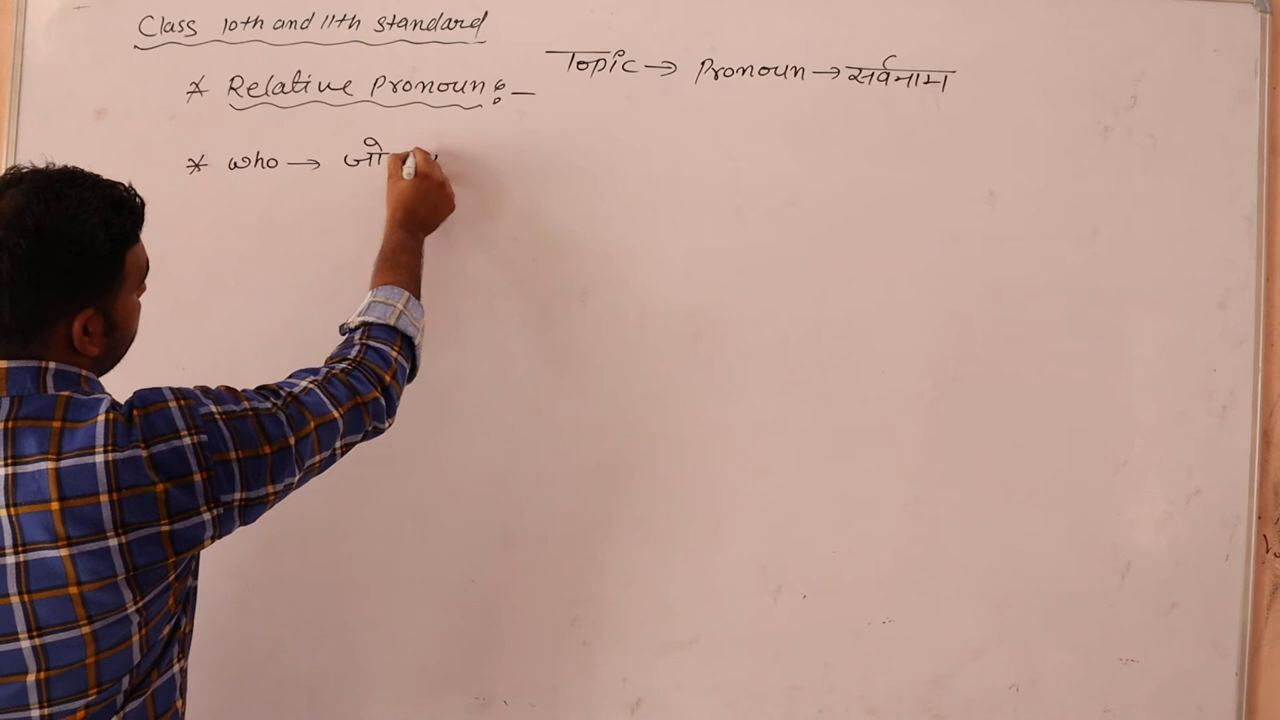 Class 10th and 11th standard
Topic → Pronoun → सर्वनाम
* Relative Pronoun :-
* who → जो